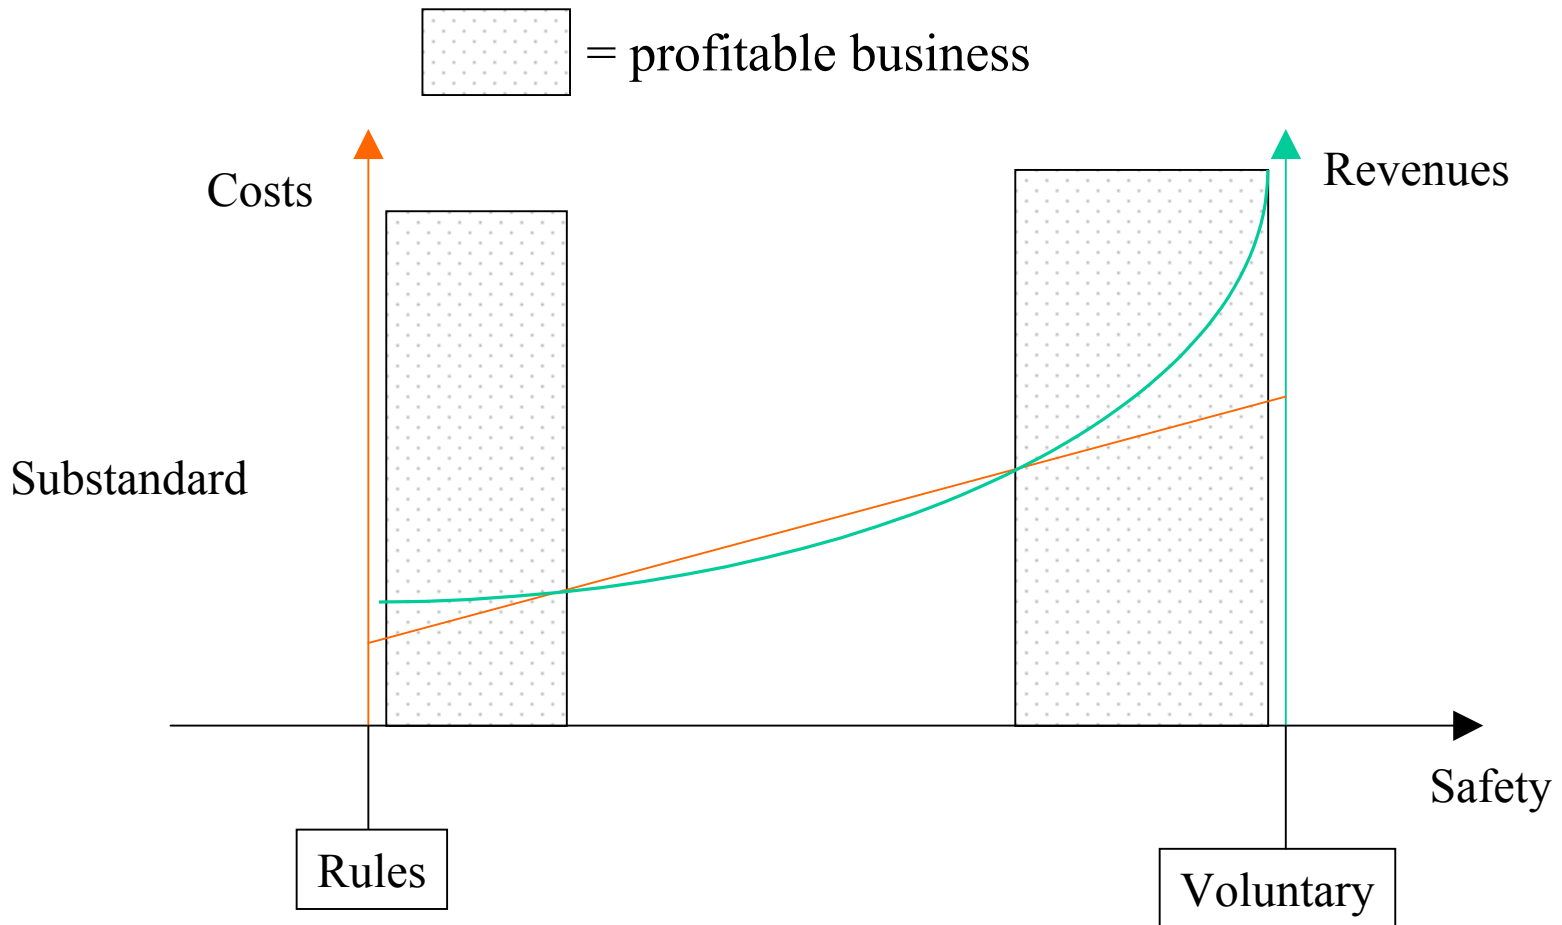 = profitable business
Costs
Revenues
Substandard
Safety
Rules
Voluntary